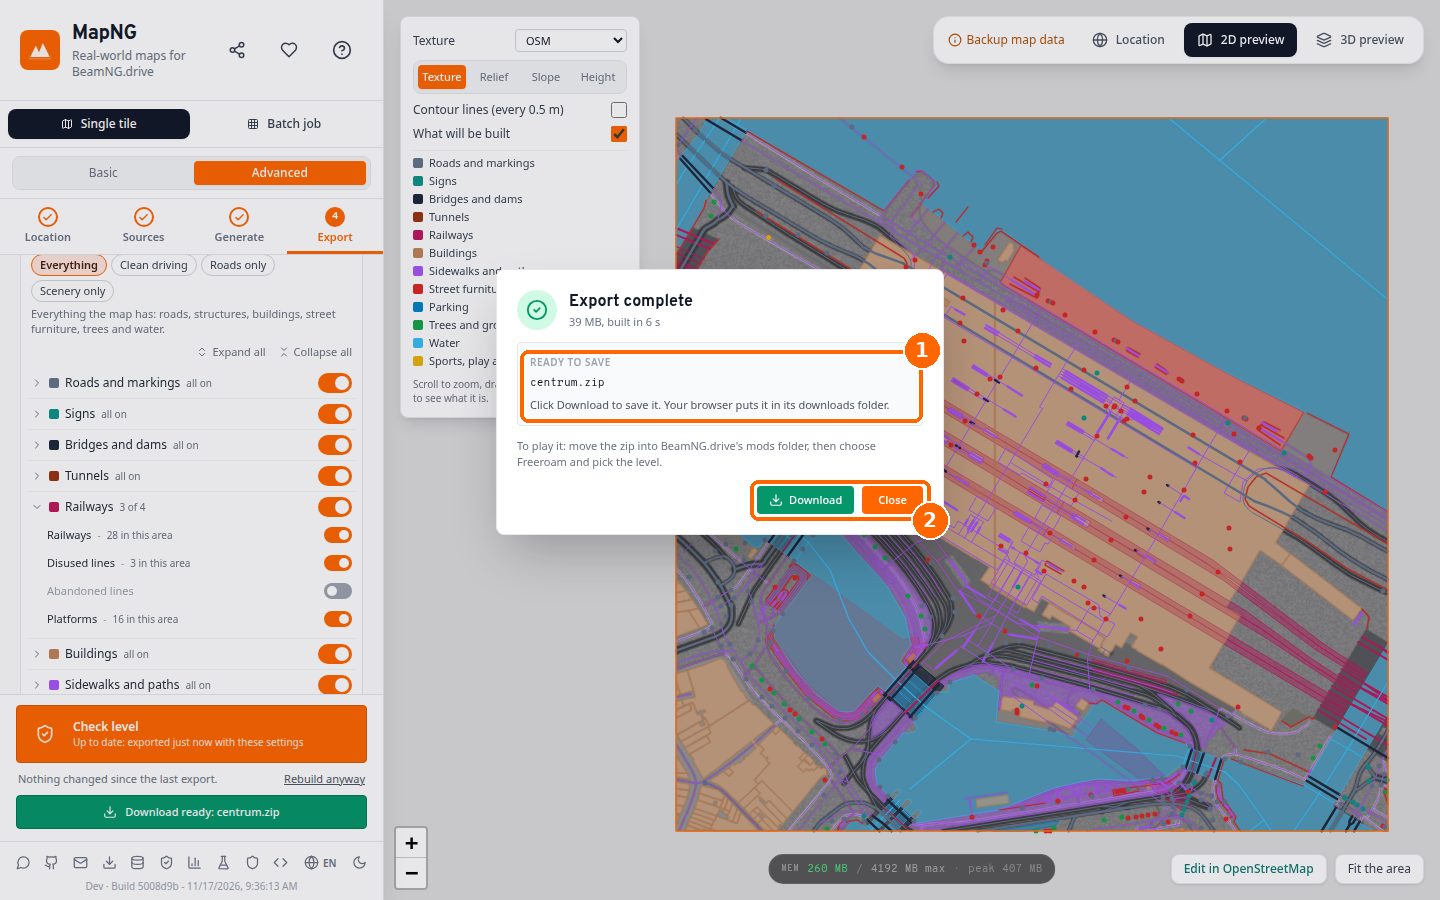 MapNG
Real-world maps for
BeamNG.drive
Single tile
Batch job
Basic
Advanced
Location
Sources
Generate
4
Export
Everything
Clean driving
Roads only
Scenery only
Everything the map has: roads, structures, buildings, street
furniture, trees and water.
Expand all
Collapse all
Roads and markings all on
Signs all on
Bridges and dams all on
Tunnels all on
Railways 3 of 4
Railways - 28 in this area
Disused lines - 3 in this area
Abandoned lines
Platforms - 16 in this area
Buildings all on
Sidewalks and paths all on
Check level
Up to date: exported just now with these settings
Nothing changed since the last export.
Rebuild anyway
Download ready: centrum.zip
EN
Dev · Build 5008d9b - 11/17/2026, 9:36:13 AM
Texture
OSM
Texture
Relief
Slope
Height
Contour lines (every 0.5 m)
What will be built
Roads and markings
Signs
Bridges and dams
Tunnels
Railways
Buildings
Sidewalks and
Street furnitu
Parking
Trees and gr
Water
Sports, play a
Scroll to zoom, dr
to see what it is.
Backup map data
Location
2D preview
3D preview
Export complete
39 MB, built in 6 s
1
READY TO SAVE
centrum.zip
Click Download to save it. Your browser puts it in its downloads folder.
To play it: move the zip into BeamNG.drive's mods folder, then choose
Freeroam and pick the level.
Download
Close
2
+
−
MEM 260 MB / 4192 MB max · peak 407 MB
Edit in OpenStreetMap
Fit the area